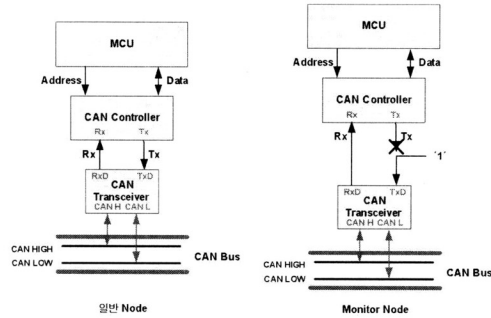 MCU
Address
Data
CAN Controller
Rx
Tx
Rx
Tx
RxD
TxD
CAN
Transceiver
CAN H CAN L
CAN HIGH
CAN LOW
CAN Bus
일반 Node
MCU
Address
Data
CAN Controller
Rx
Tx
Rx
Tx
'1'
RxD
TxD
CAN
Transceiver
CAN H CAN L
CAN HIGH
CAN LOW
CAN Bus
Monitor Node